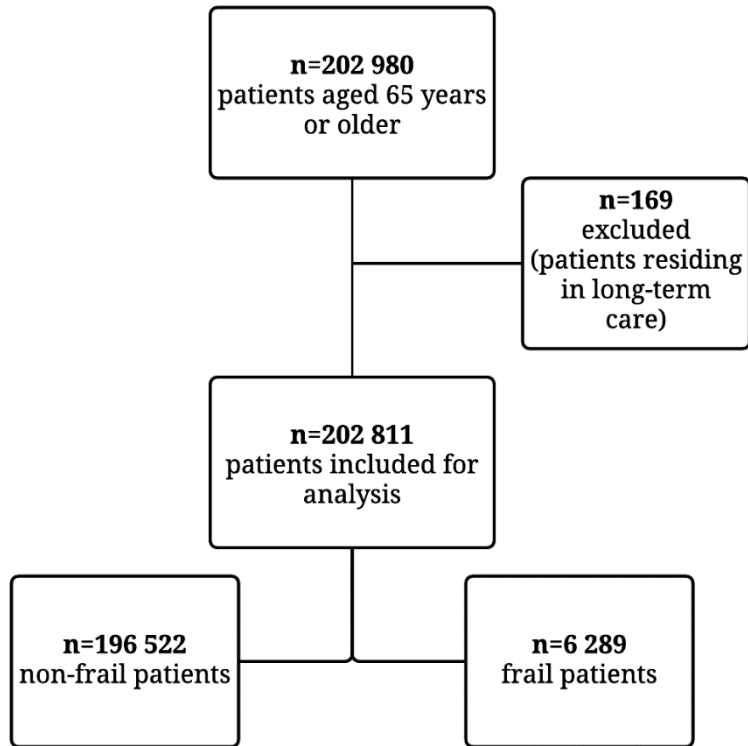 n=202 980
patients aged 65 years
or older
n=169
excluded
(patients residing
in long-term
care)
n=202 811
patients included for
analysis
n=196 522
non-frail patients
n=6 289
frail patients